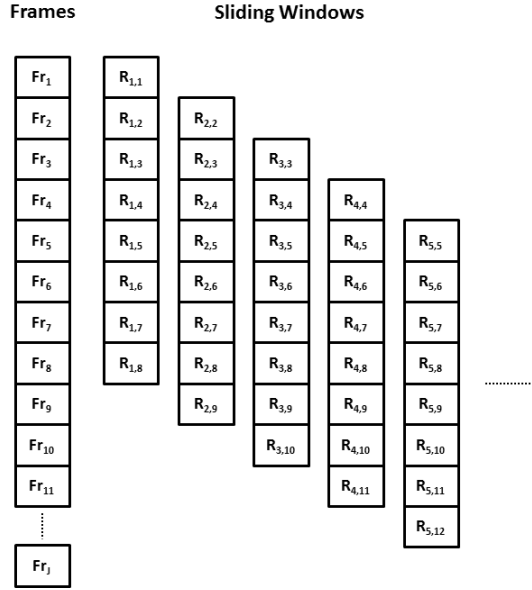 Frames Sliding Windows
Fr1 R1,1
Fr2 R1,2 R2,2
Fr3 R1,3 R2,3 R3,3
Fr4 R1,4 R2,4 R3,4 R4,4
Fr5 R1,5 R2,5 R3,5 R4,5 R5,5
Fr6 R1,6 R2,6 R3,6 R4,6 R5,6
Fr7 R1,7 R2,7 R3,7 R4,7 R5,7
Fr8 R1,8 R2,8 R3,8 R4,8 R5,8
Fr9 R2,9 R3,9 R4,9 R5,9
Fr10 R3,10 R4,10 R5,10
Fr11 R4,11 R5,11
R5,12
FrJ